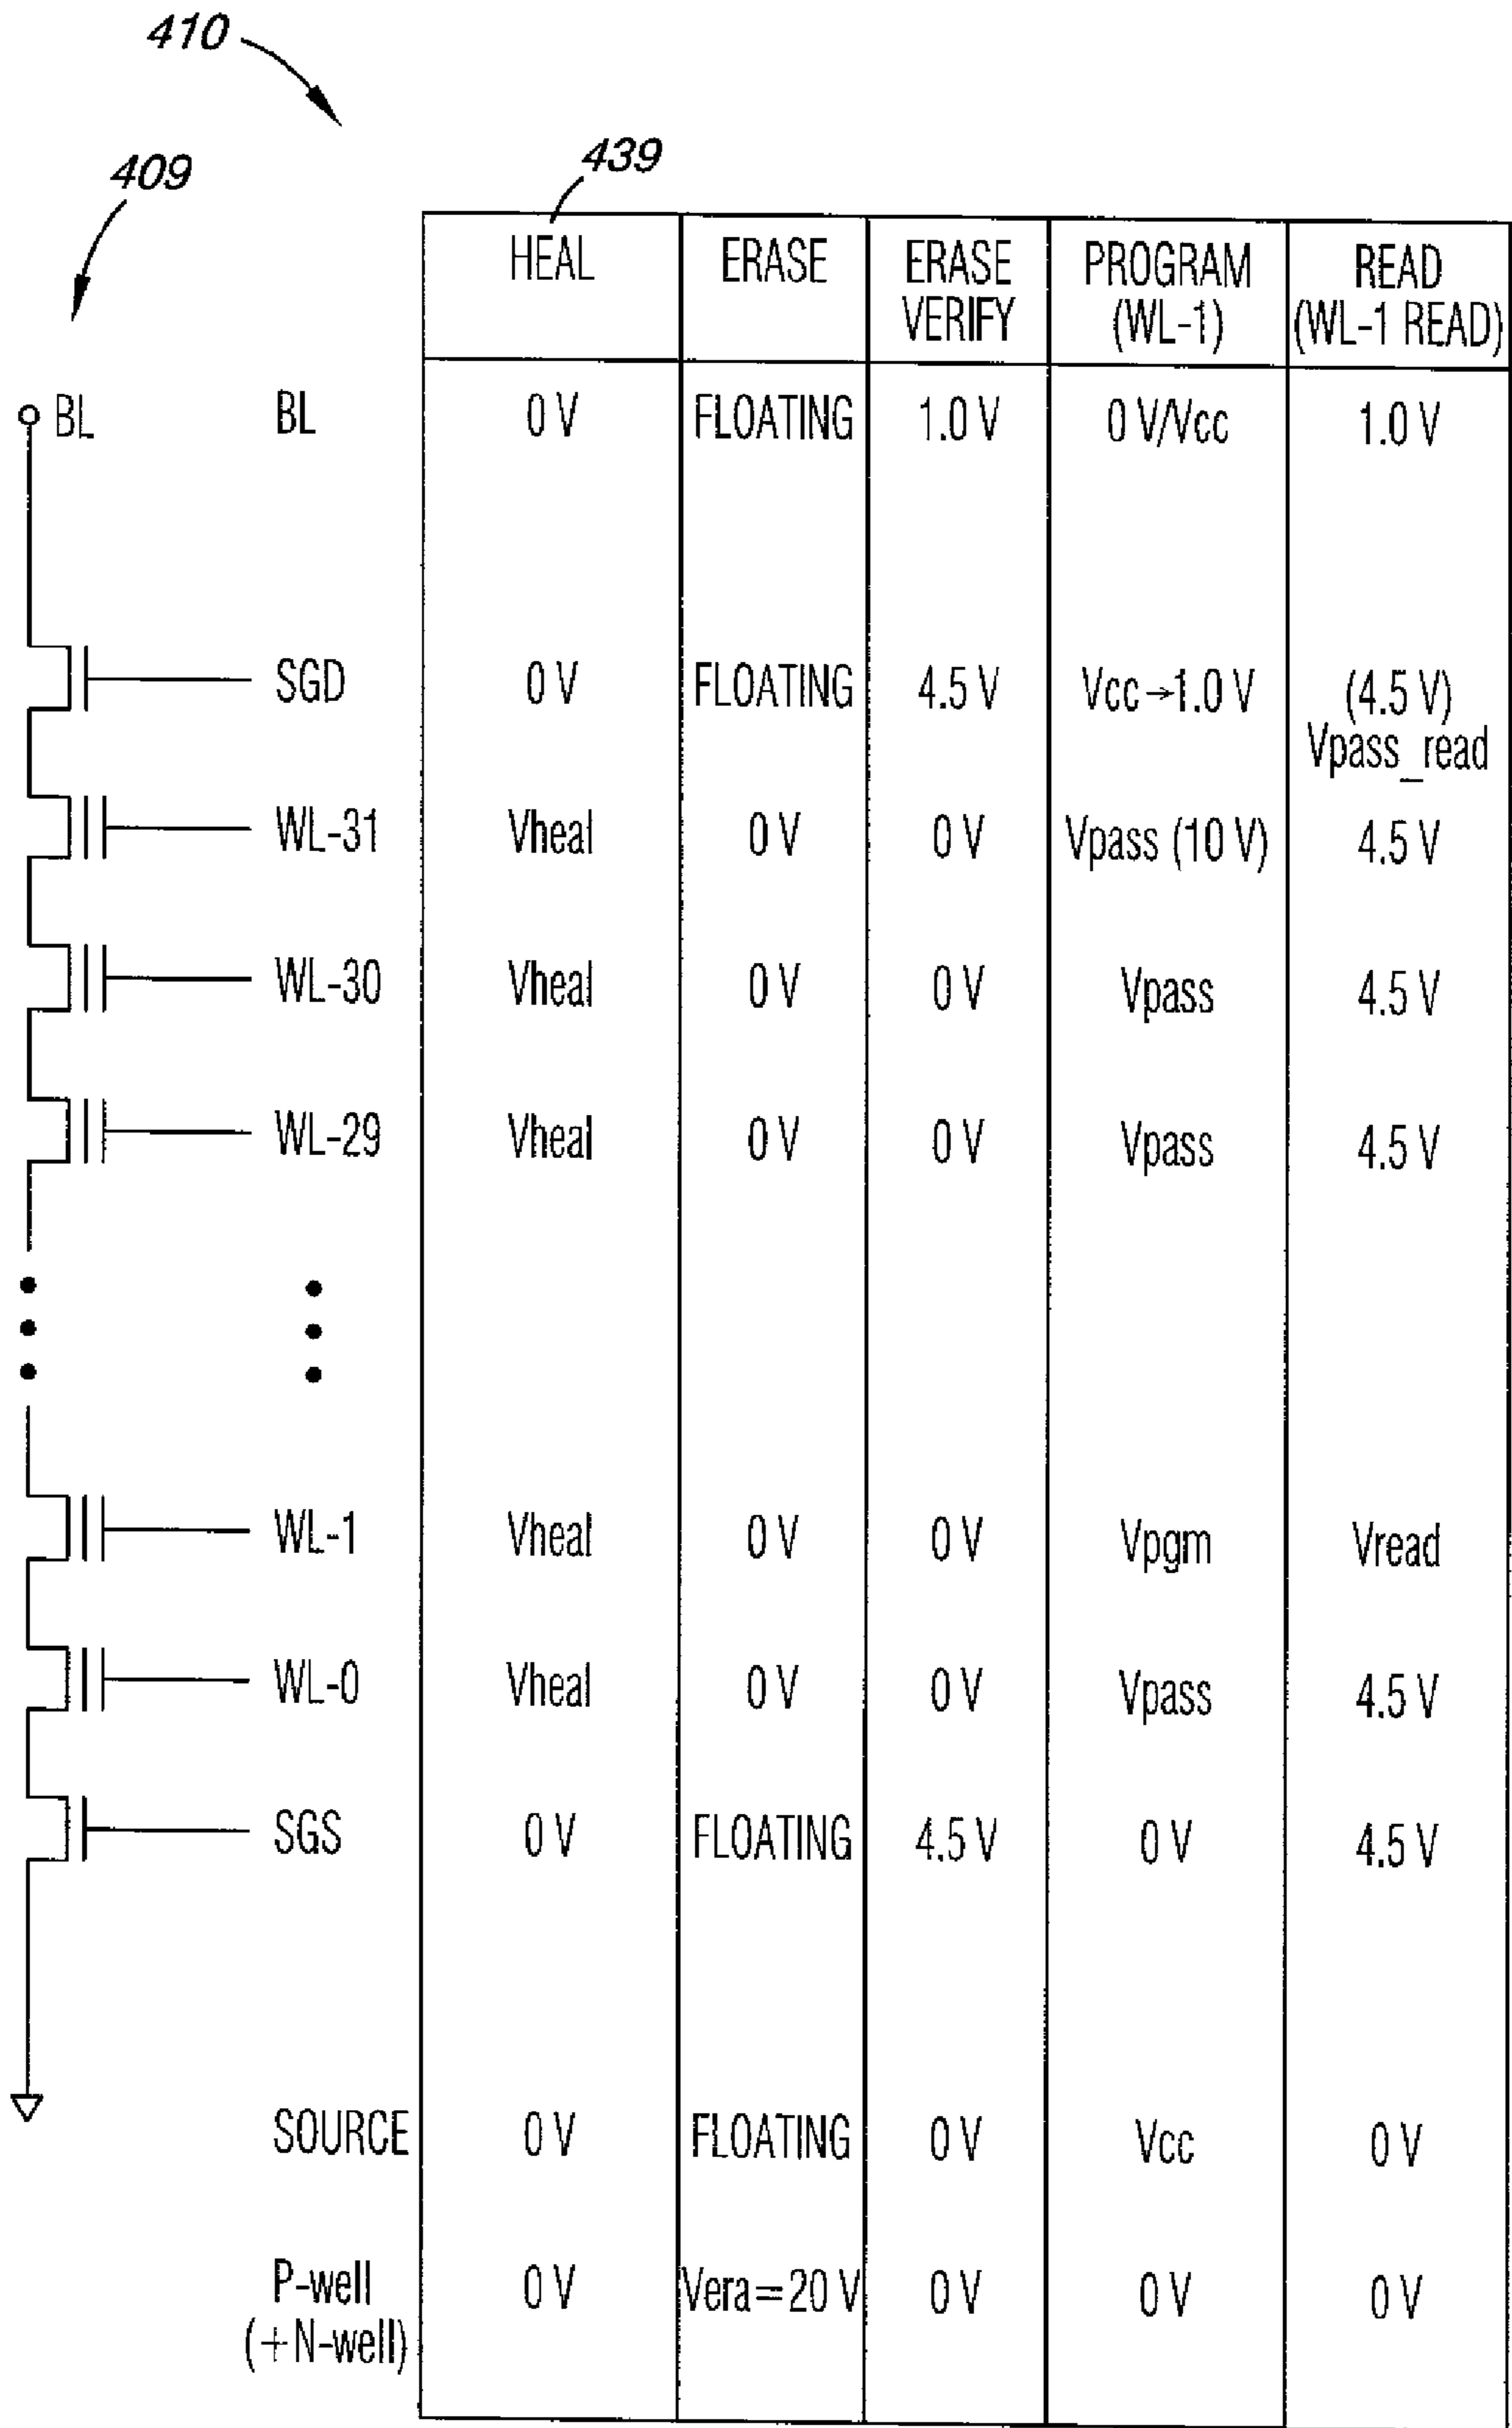 410
409
439
HEAL ERASE ERASE VERIFY PROGRAM (WL-1) READ (WL-1 READ)
BL BL 0 V FLOATING 1.0 V 0 V/Vcc 1.0 V
SGD 0 V FLOATING 4.5 V Vcc→1.0 V (4.5 V) Vpass_read
WL-31 Vheal 0 V 0 V Vpass (10 V) 4.5 V
WL-30 Vheal 0 V 0 V Vpass 4.5 V
WL-29 Vheal 0 V 0 V Vpass 4.5 V
WL-1 Vheal 0 V 0 V Vpgm Vread
WL-0 Vheal 0 V 0 V Vpass 4.5 V
SGS 0 V FLOATING 4.5 V 0 V 4.5 V
SOURCE 0 V FLOATING 0 V Vcc 0 V
P-well (+N-well) 0 V Vera=20 V 0 V 0 V 0 V